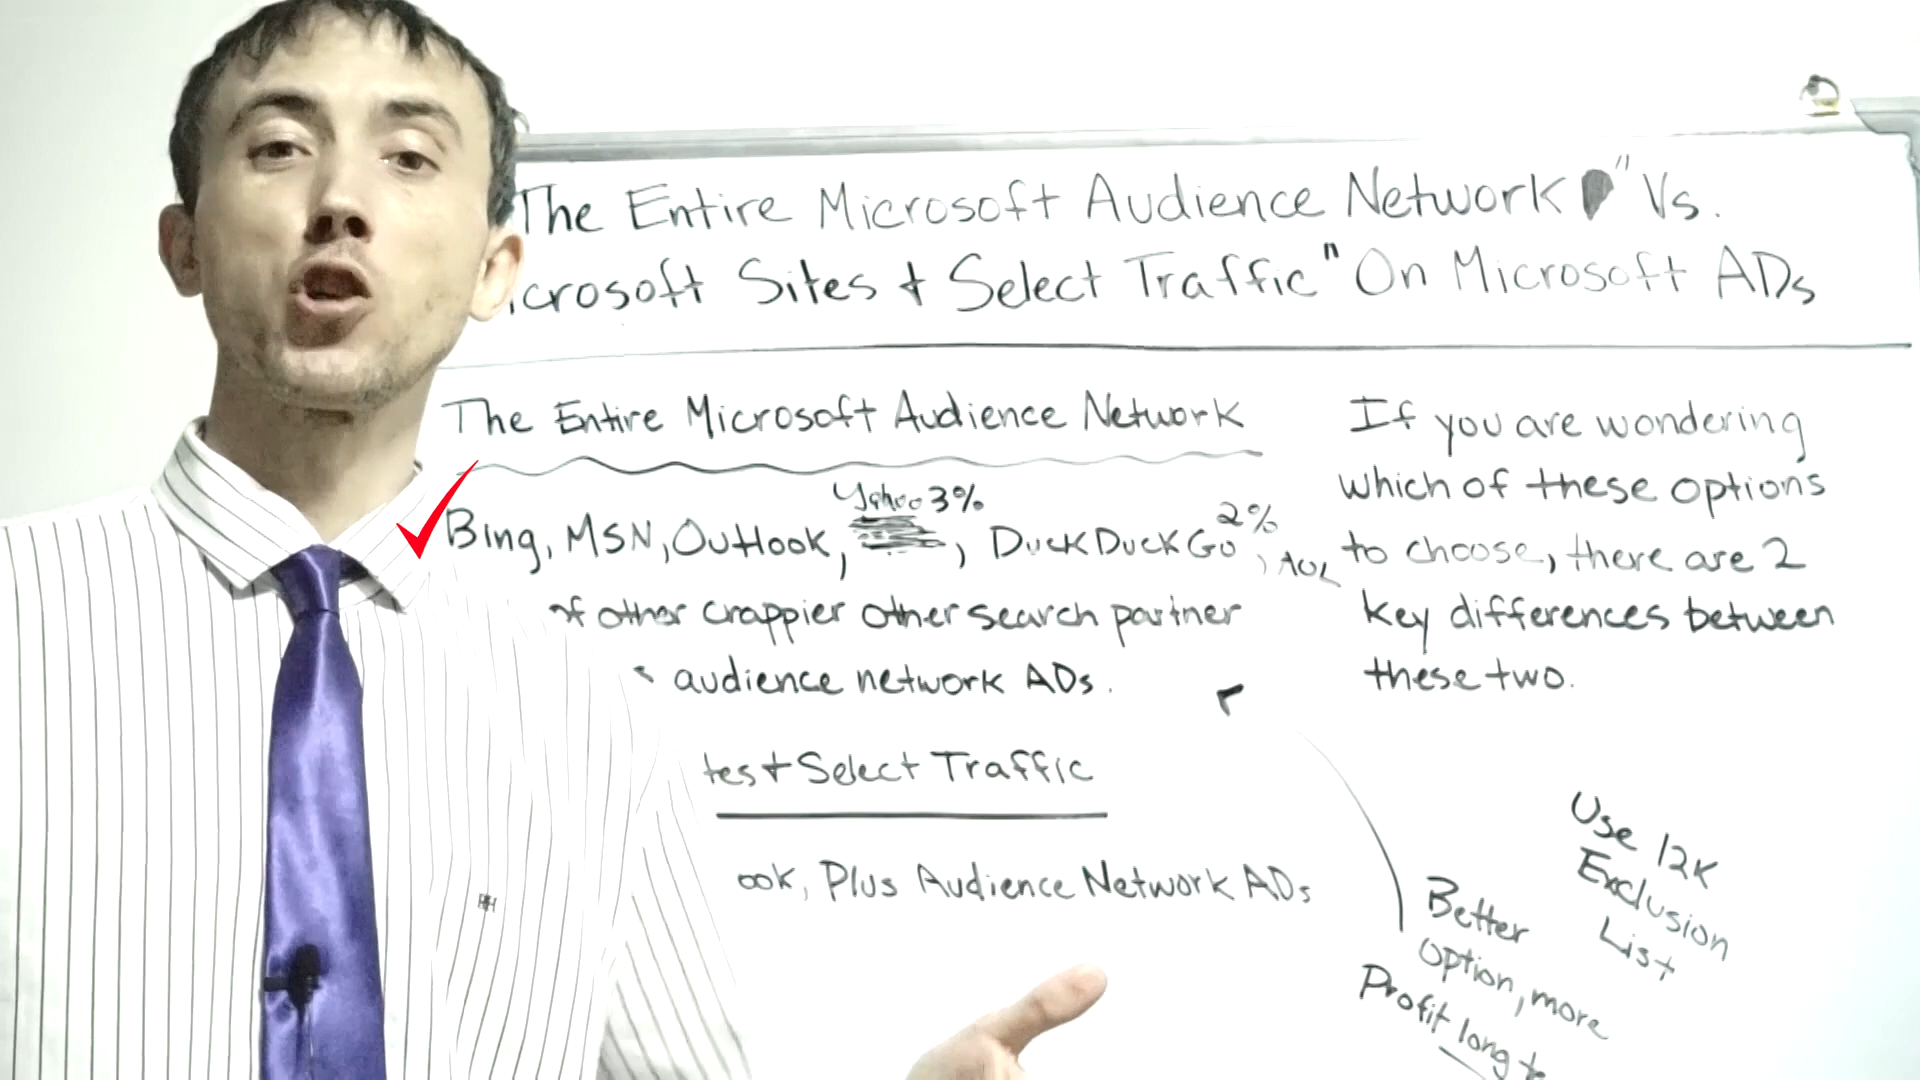 The Entire Microsoft Audience Network " Vs.
icrosoft Sites & Select Traffic" On Microsoft ADs
The Entire Microsoft Audience Network
Yahoo 3%
2%
Bing, MSN, Outlook, , DuckDuckGo , AOL
of other crappier other search partner
s audience network ADs.
tes & Select Traffic
ook, Plus Audience Network ADs
If you are wondering
which of these options
to choose, there are 2
key differences between
these two.
Use 12K
Exclusion
List
Better
option, more
Profit long t